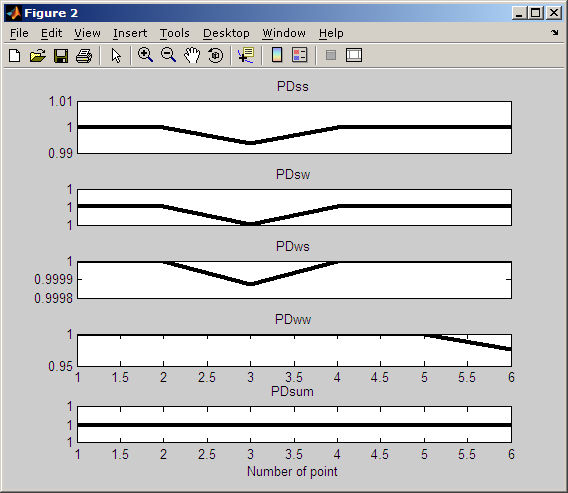 Figure 2
File Edit View Insert Tools Desktop Window Help
PDss
1.01
1
0.99
PDsw
1
1
1
PDws
1
0.9999
0.9998
PDww
1
0.95
1 1.5 2 2.5 3 3.5 4 4.5 5 5.5 6
PDsum
1
1
1
1 1.5 2 2.5 3 3.5 4 4.5 5 5.5 6
Number of point